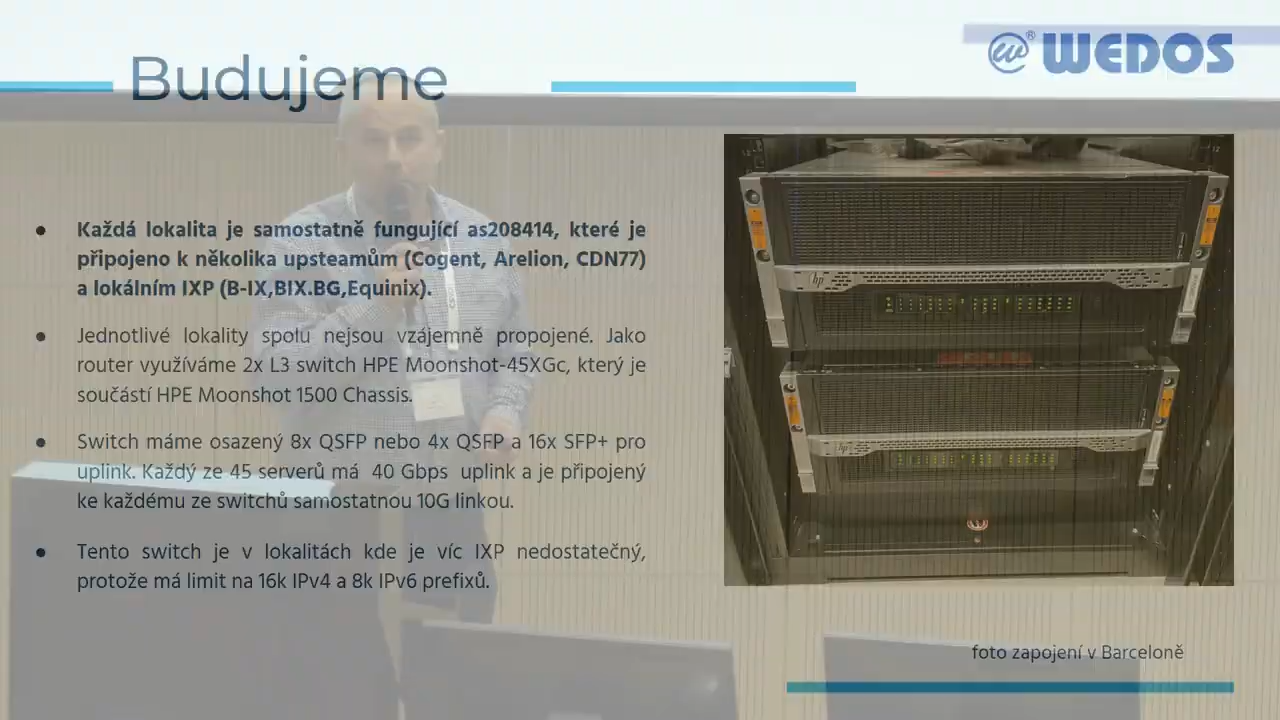 Budujeme
@® WEDOS
Každá lokalita je samostatně fungující as208414, které je
připojeno k několika upsteamům (Cogent, Arelion, CDN77)
a lokálním IXP (B-IX,BIX.BG,Equinix).
Jednotlivé lokality spolu nejsou vzájemně propojené. Jako
router využíváme 2x L3 switch HPE Moonshot-45XGc, který je
součástí HPE Moonshot 1500 Chassis.
Switch máme osazený 8x QSFP nebo 4x QSFP a 16x SFP+ pro
uplink. Každý ze 45 serverů má 40 Gbps uplink a je připojený
ke každému ze switchů samostatnou 10G linkou.
Tento switch je v lokalitách kde je víc IXP nedostatečný,
protože má limit na 16k IPv4 a 8k IPv6 prefixů.
hp
hp
foto zapojení v Barceloně